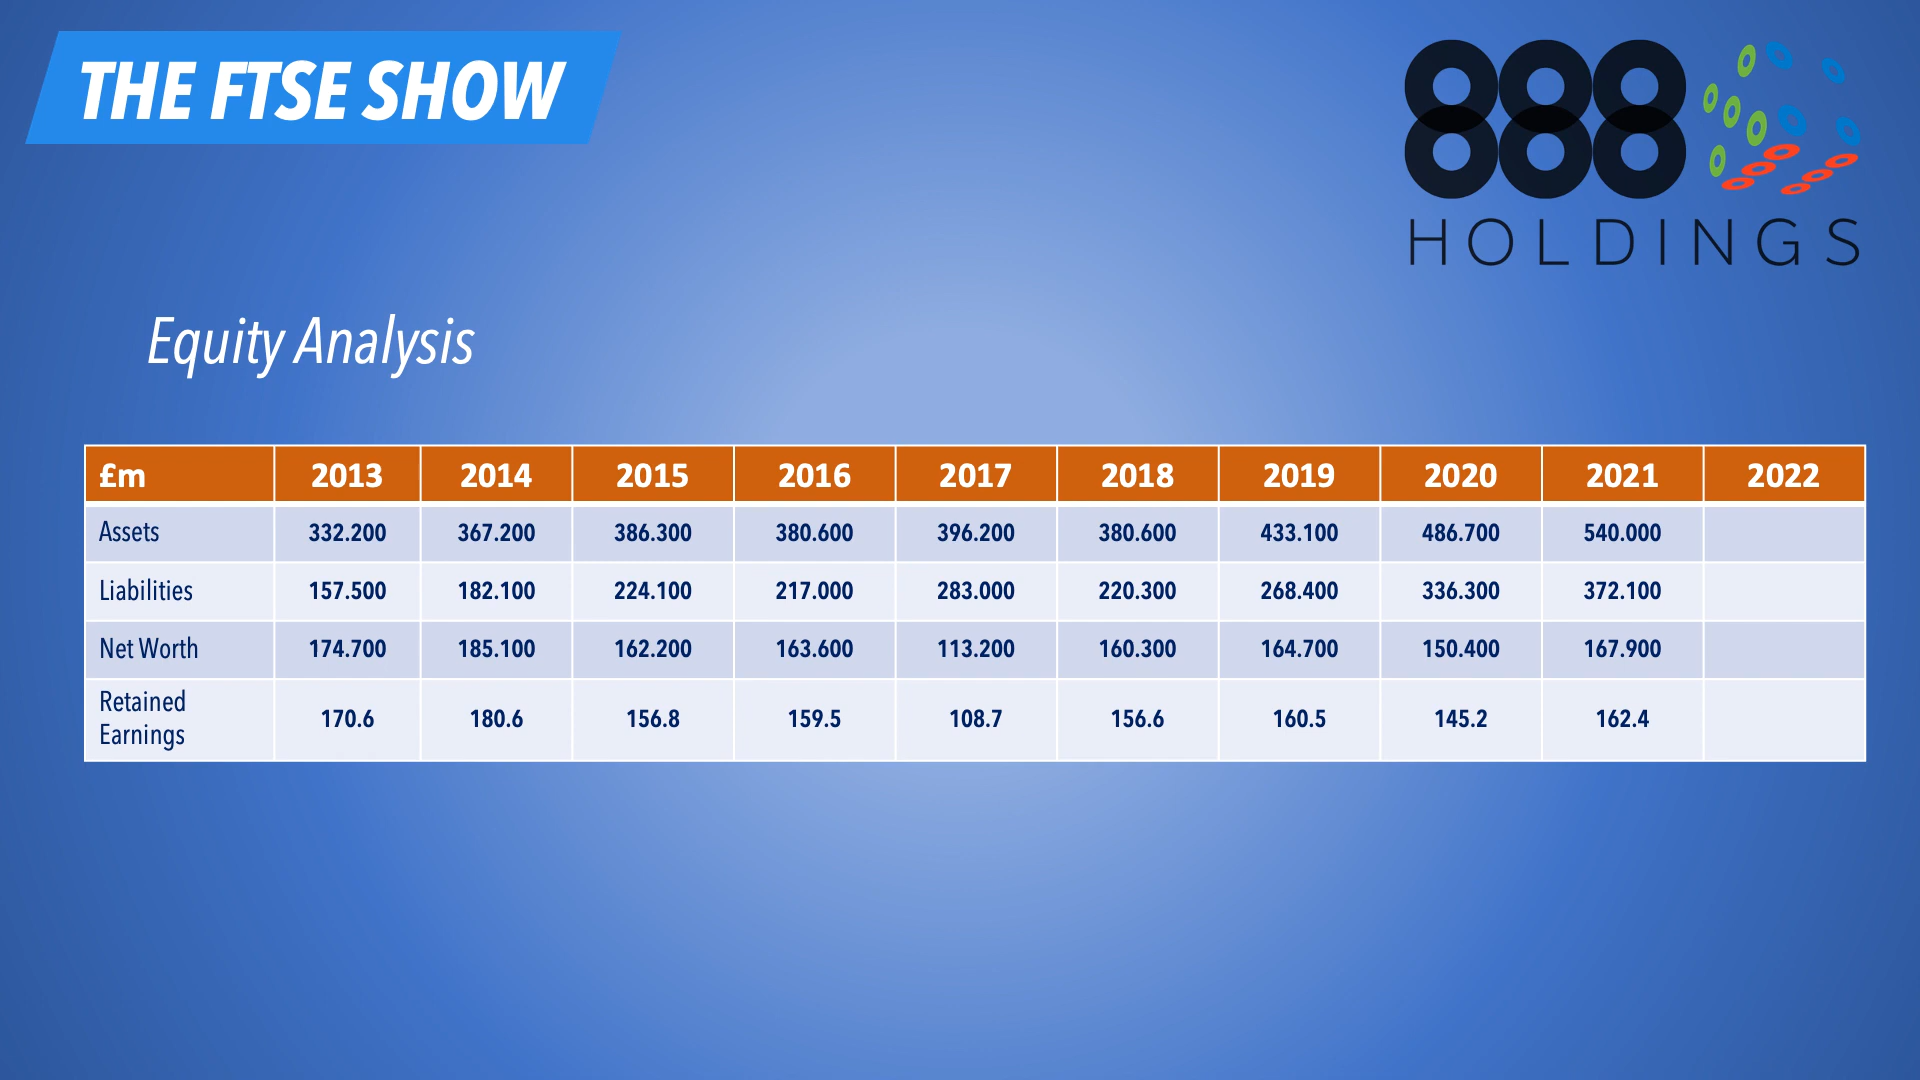 THE FTSE SHOW
888
HOLDINGS
Equity Analysis
£m 2013 2014 2015 2016 2017 2018 2019 2020 2021 2022
Assets 332.200 367.200 386.300 380.600 396.200 380.600 433.100 486.700 540.000
Liabilities 157.500 182.100 224.100 217.000 283.000 220.300 268.400 336.300 372.100
Net Worth 174.700 185.100 162.200 163.600 113.200 160.300 164.700 150.400 167.900
Retained
Earnings 170.6 180.6 156.8 159.5 108.7 156.6 160.5 145.2 162.4